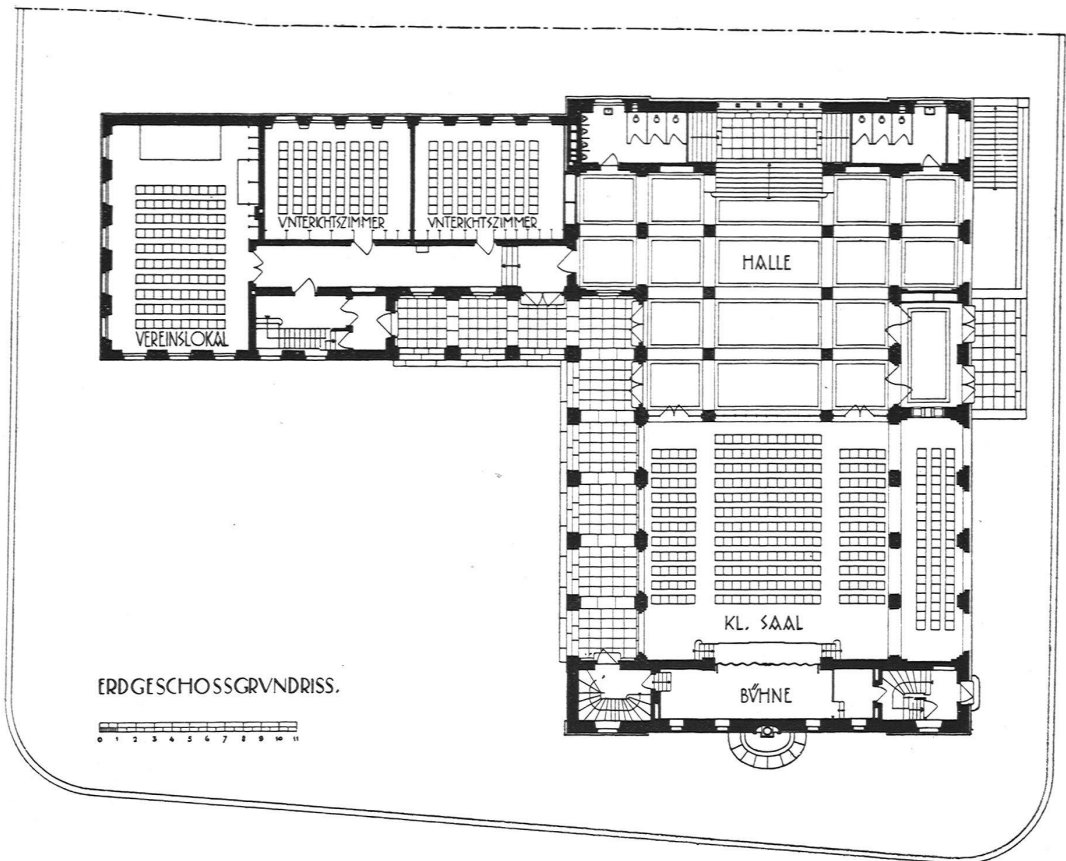 VNTERICHTSZIMMER
VNTERICHTSZIMMER
HALLE
VEREINSLOKAL
KL. SAAL
BŰHNE
ERDGESCHOSSGRVNDRISS.
0 1 2 3 4 5 6 7 8 9 10 11